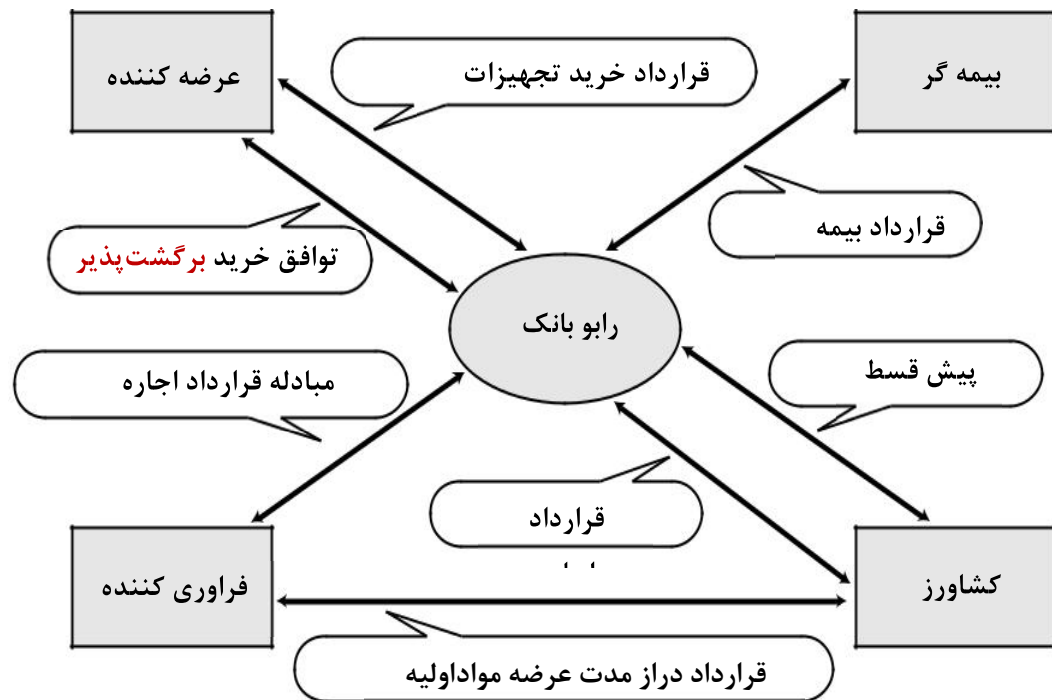 عرضه کننده
قرارداد خرید تجهیزات
بیمه گر
قرارداد بیمه
توافق خرید برگشت‌پذیر
رابو بانک
مبادله قرارداد اجاره
پیش قسط
قرارداد
فراوری کننده
کشاورز
قرارداد دراز مدت عرضه مواداولیه